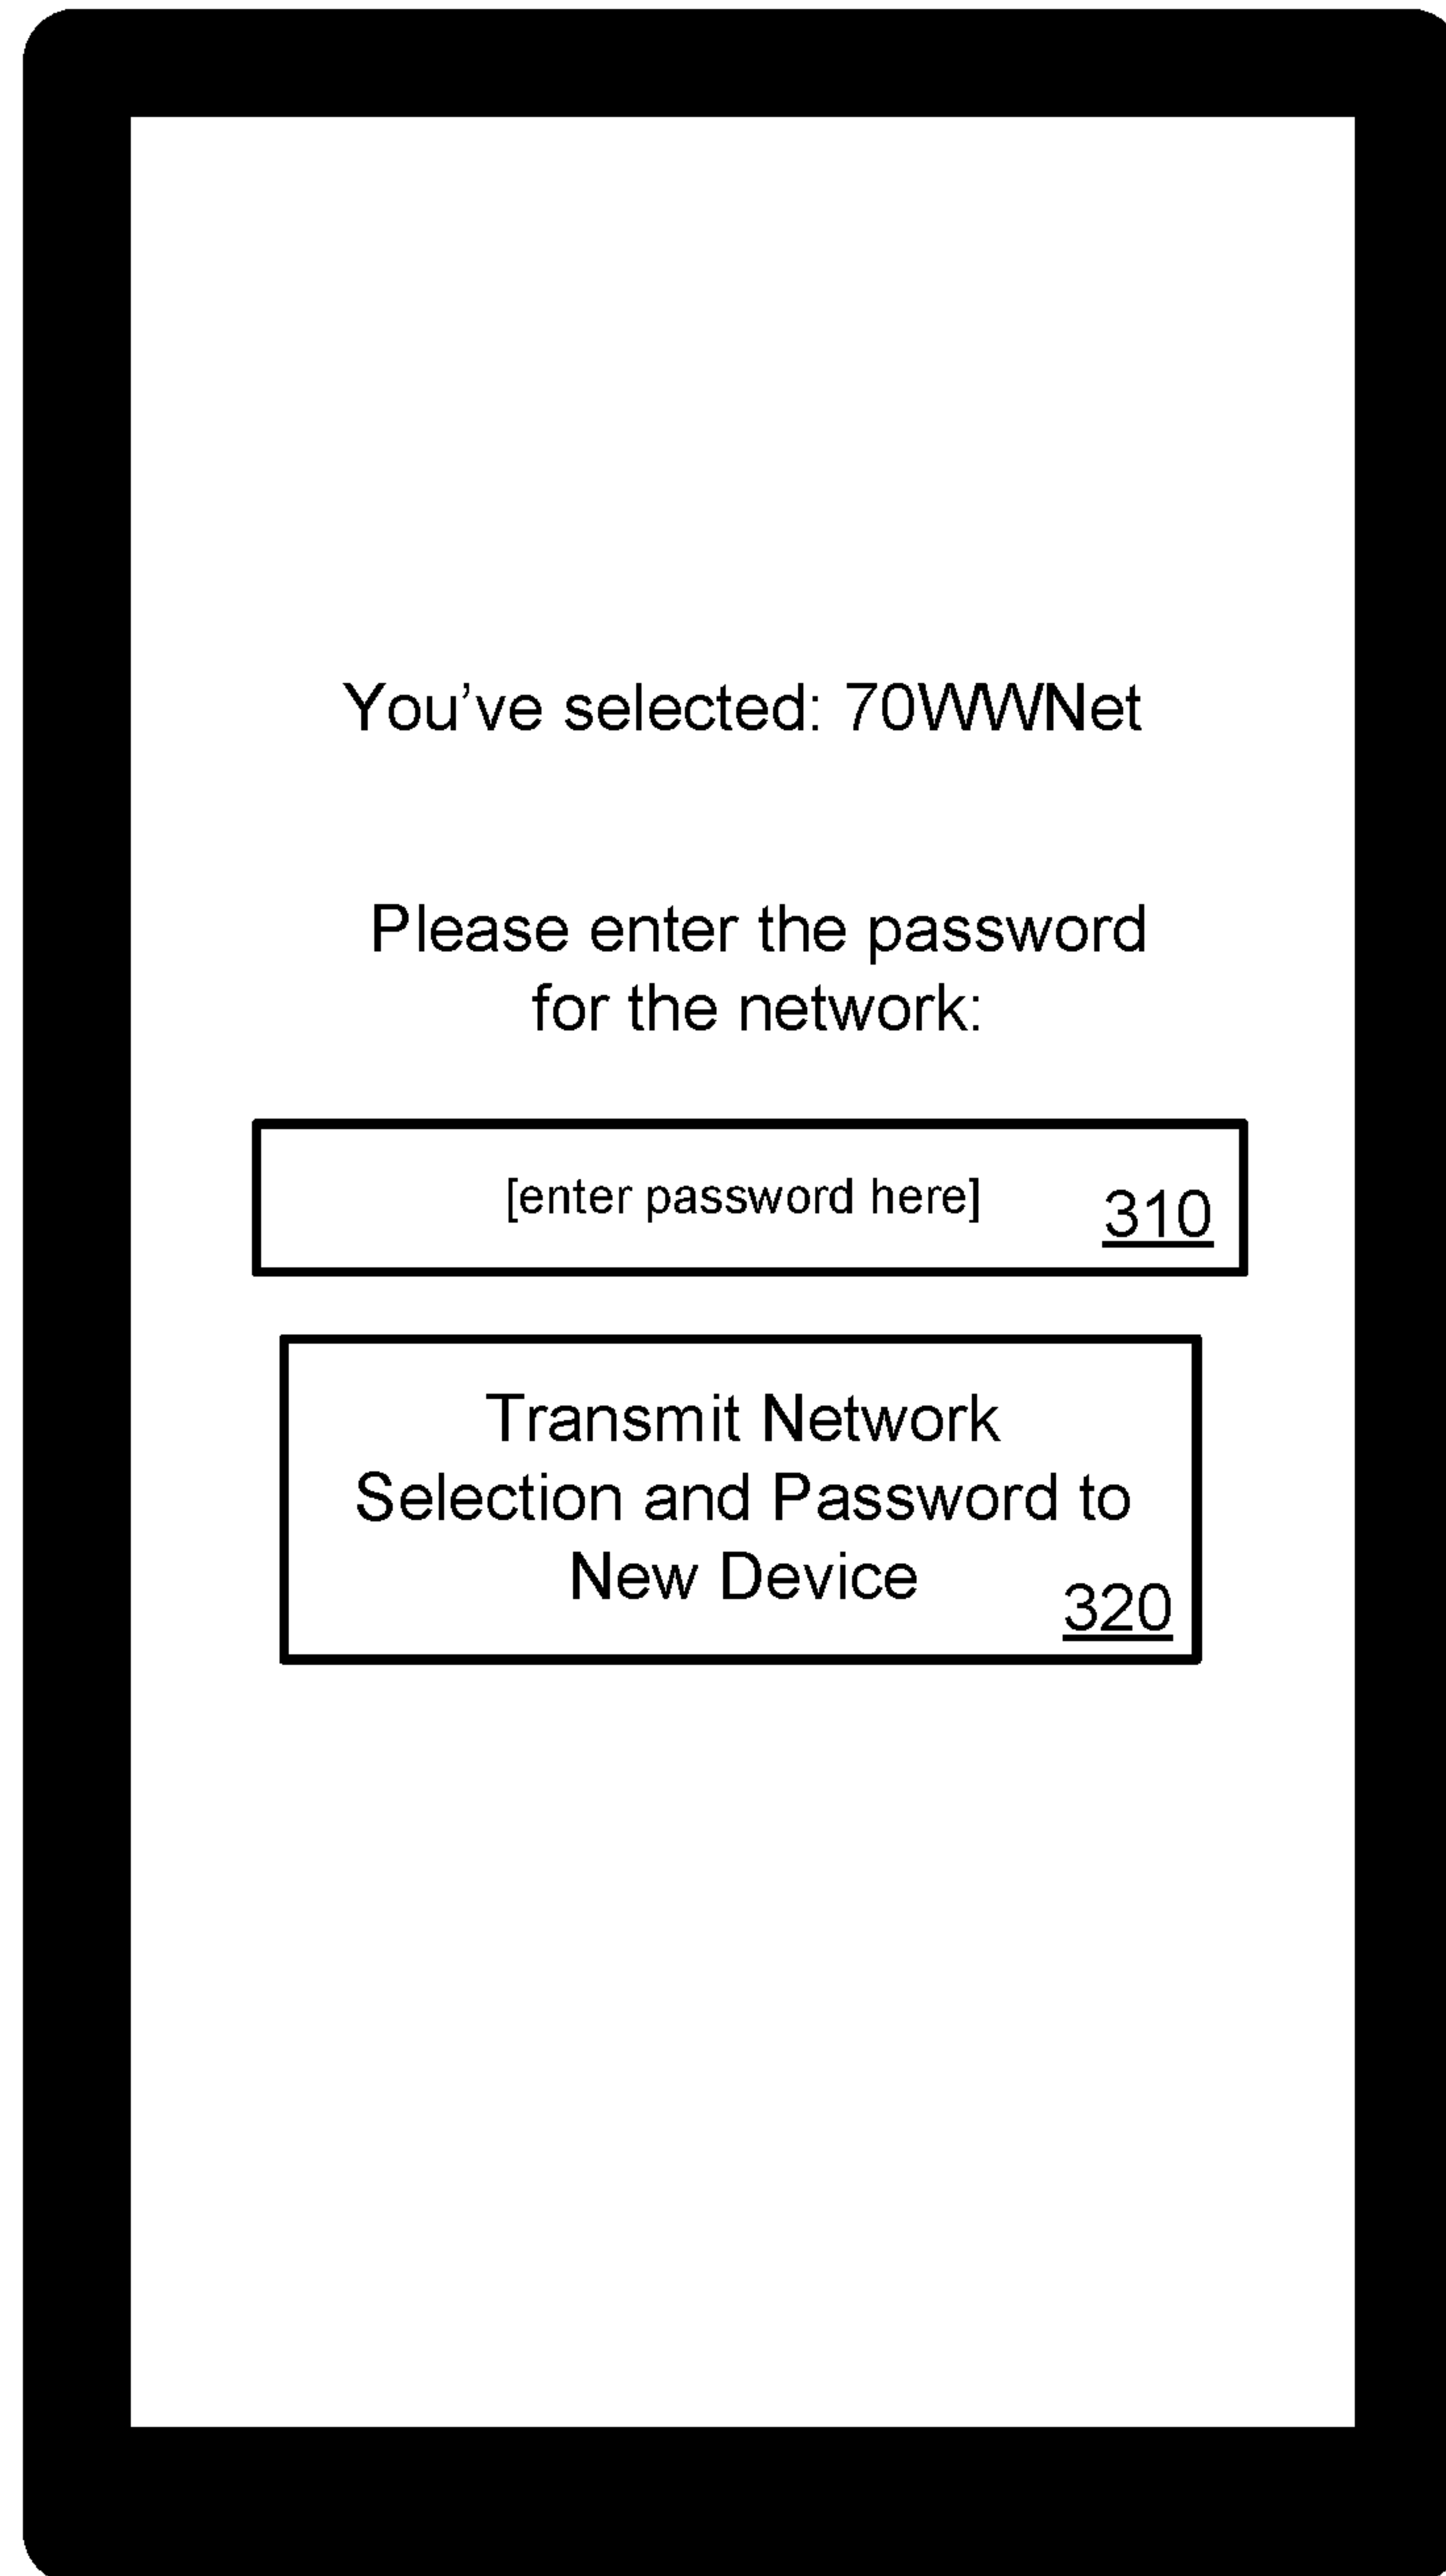 You’ve selected: 70WWNet
Please enter the password
for the network:
[enter password here]
310
Transmit Network
Selection and Password to
New Device
320